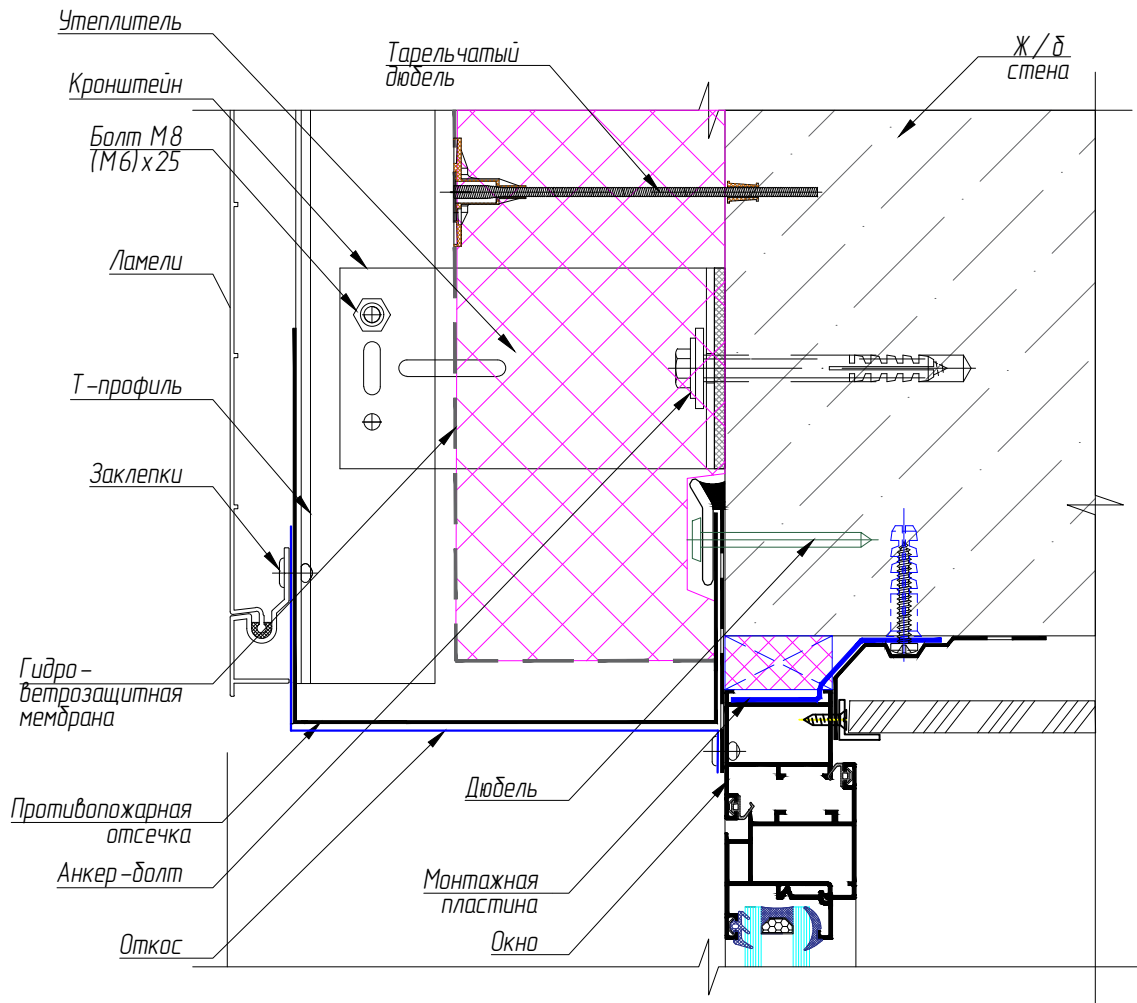 Утеплитель
Кронштейн
Болт М8
(М6)х25
Ламели
Т-профиль
Заклепки
Гидро-
ветрозащитная
мембрана
Противопожарная
отсечка
Анкер-болт
Откос
Тарельчатый
дюбель
Ж/б
стена
Дюбель
Монтажная
пластина
Окно